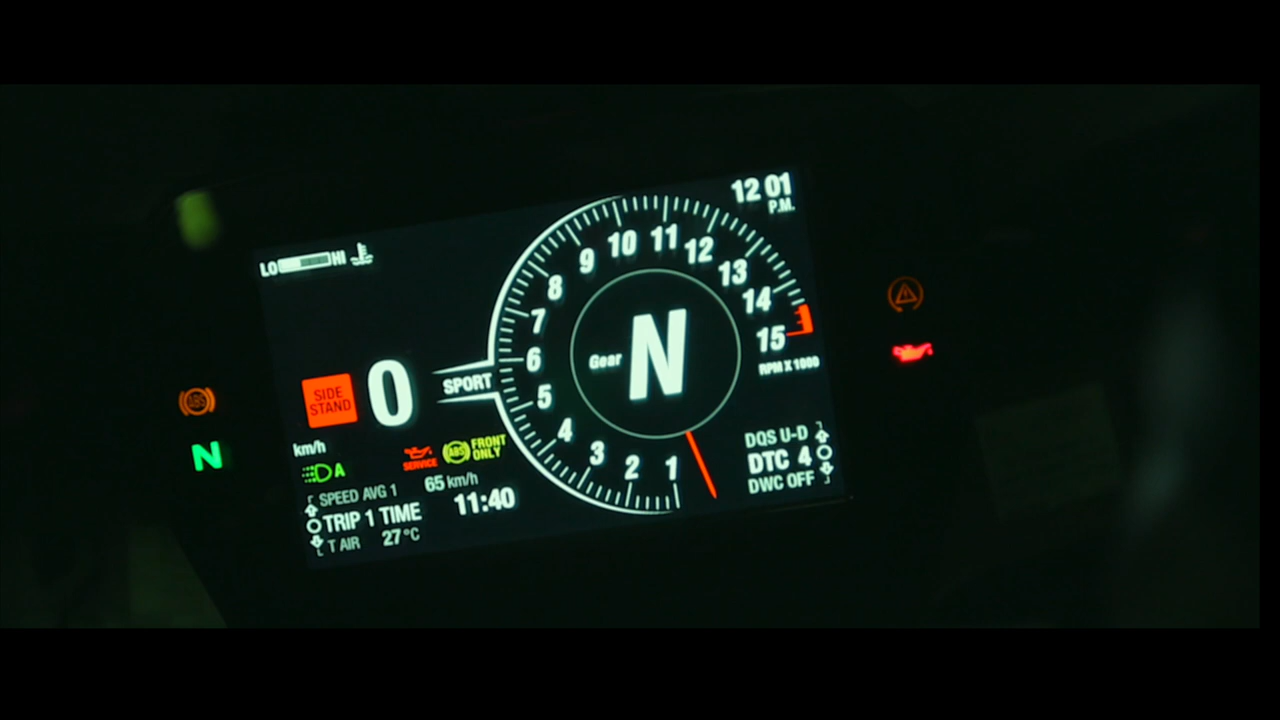 12 01
P.M.
LO HI
10 11 12
9 13
8 14
7 15
6 RPM X 1000
5
4
3 2 1
Gear N
SIDE STAND
0
SPORT
km/h
ABS
N
A
SERVICE
ABS FRONT ONLY
SPEED AVG 1 65 km/h
TRIP 1 TIME 11:40
T AIR 27 °C
DQS U-D
DTC 4
DWC OFF